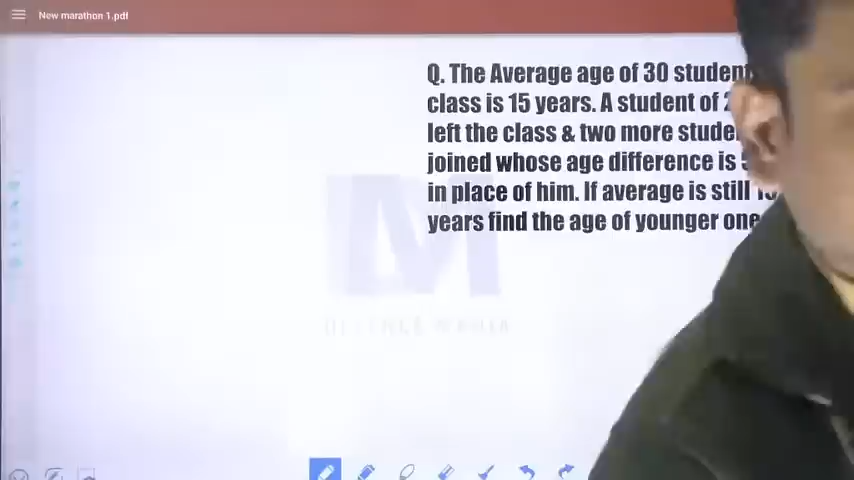 New marathon 1.pdf
Q. The Average age of 30
class is 15 years. A student of
left the class & two more
joined whose age difference is
in place of him. If average is still
years find the age of younger one
DEFENCE MANIA